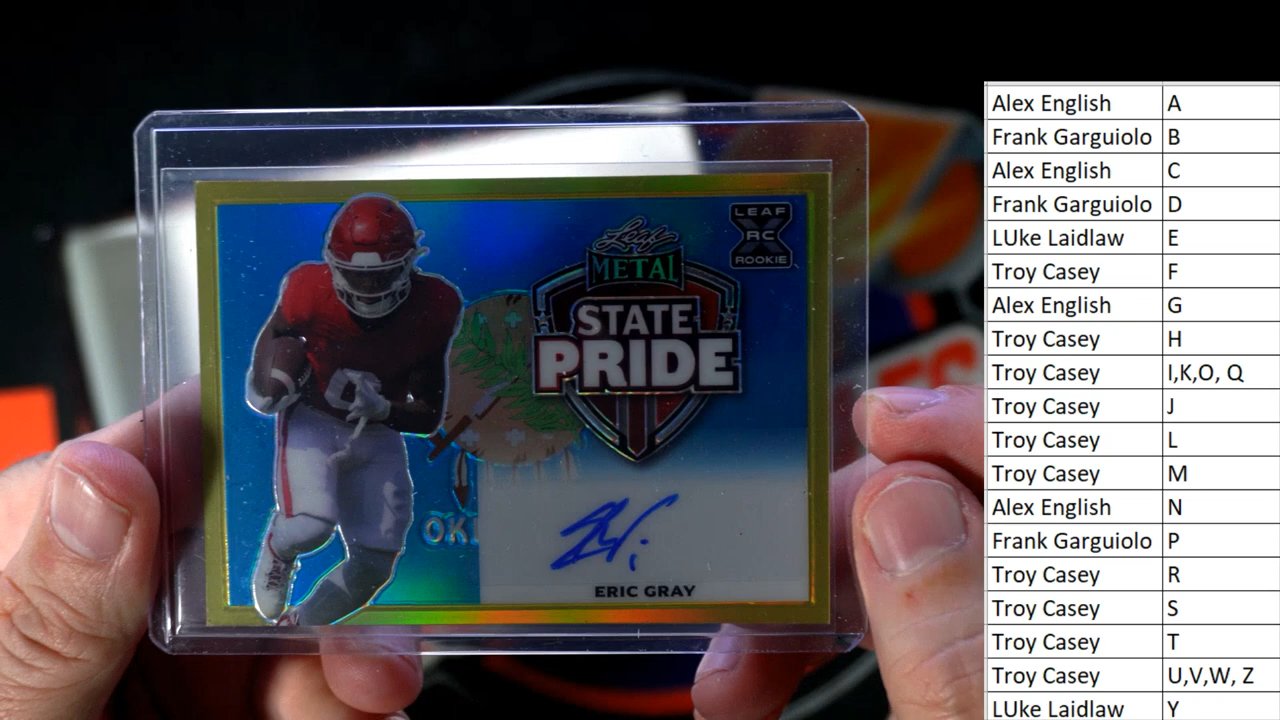 LEAF
RC
ROOKIE
Leaf
METAL
STATE
PRIDE
OKL
ERIC GRAY
Alex English A
Frank Garguiolo B
Alex English C
Frank Garguiolo D
LUke Laidlaw E
Troy Casey F
Alex English G
Troy Casey H
Troy Casey I,K,O, Q
Troy Casey J
Troy Casey L
Troy Casey M
Alex English N
Frank Garguiolo P
Troy Casey R
Troy Casey S
Troy Casey T
Troy Casey U,V,W, Z
LUke Laidlaw Y